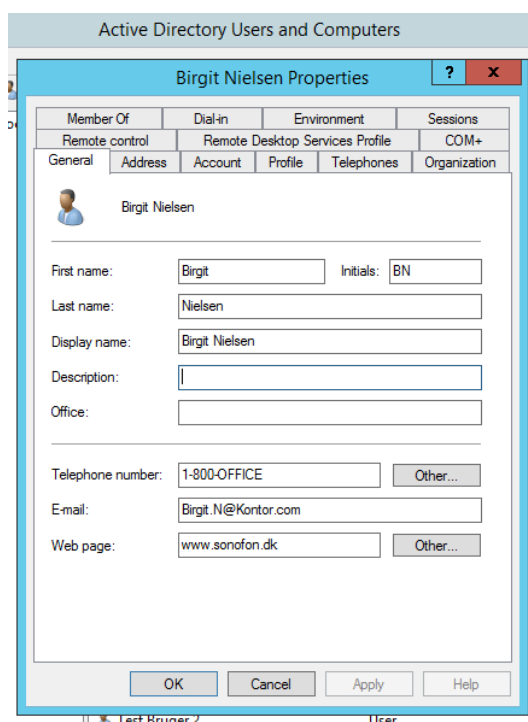 Active Directory Users and Computers
Birgit Nielsen Properties ? x
Member Of Dial-in Environment Sessions
Remote control Remote Desktop Services Profile COM+
General Address Account Profile Telephones Organization
Birgit Nielsen
First name: Birgit Initials: BN
Last name: Nielsen
Display name: Birgit Nielsen
Description:
Office:
Telephone number: 1-800-OFFICE Other...
E-mail: Birgit.N@Kontor.com
Web page: www.sonofon.dk Other...
OK Cancel Apply Help
Test Bruger 2 User